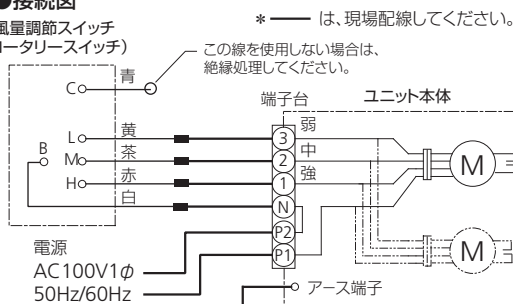 ●接続図
風量調節スイッチ
ロータリースイッチ）
＊ は、現場配線してください。
この線を使用しない場合は、
絶縁処理してください。
C 青
端子台
ユニット本体
L 黄 3 弱
B
M 茶 2 中
H 赤 1 強
白 N
M
P2
P1
電源
AC100V1φ
50Hz/60Hz
M
アース端子